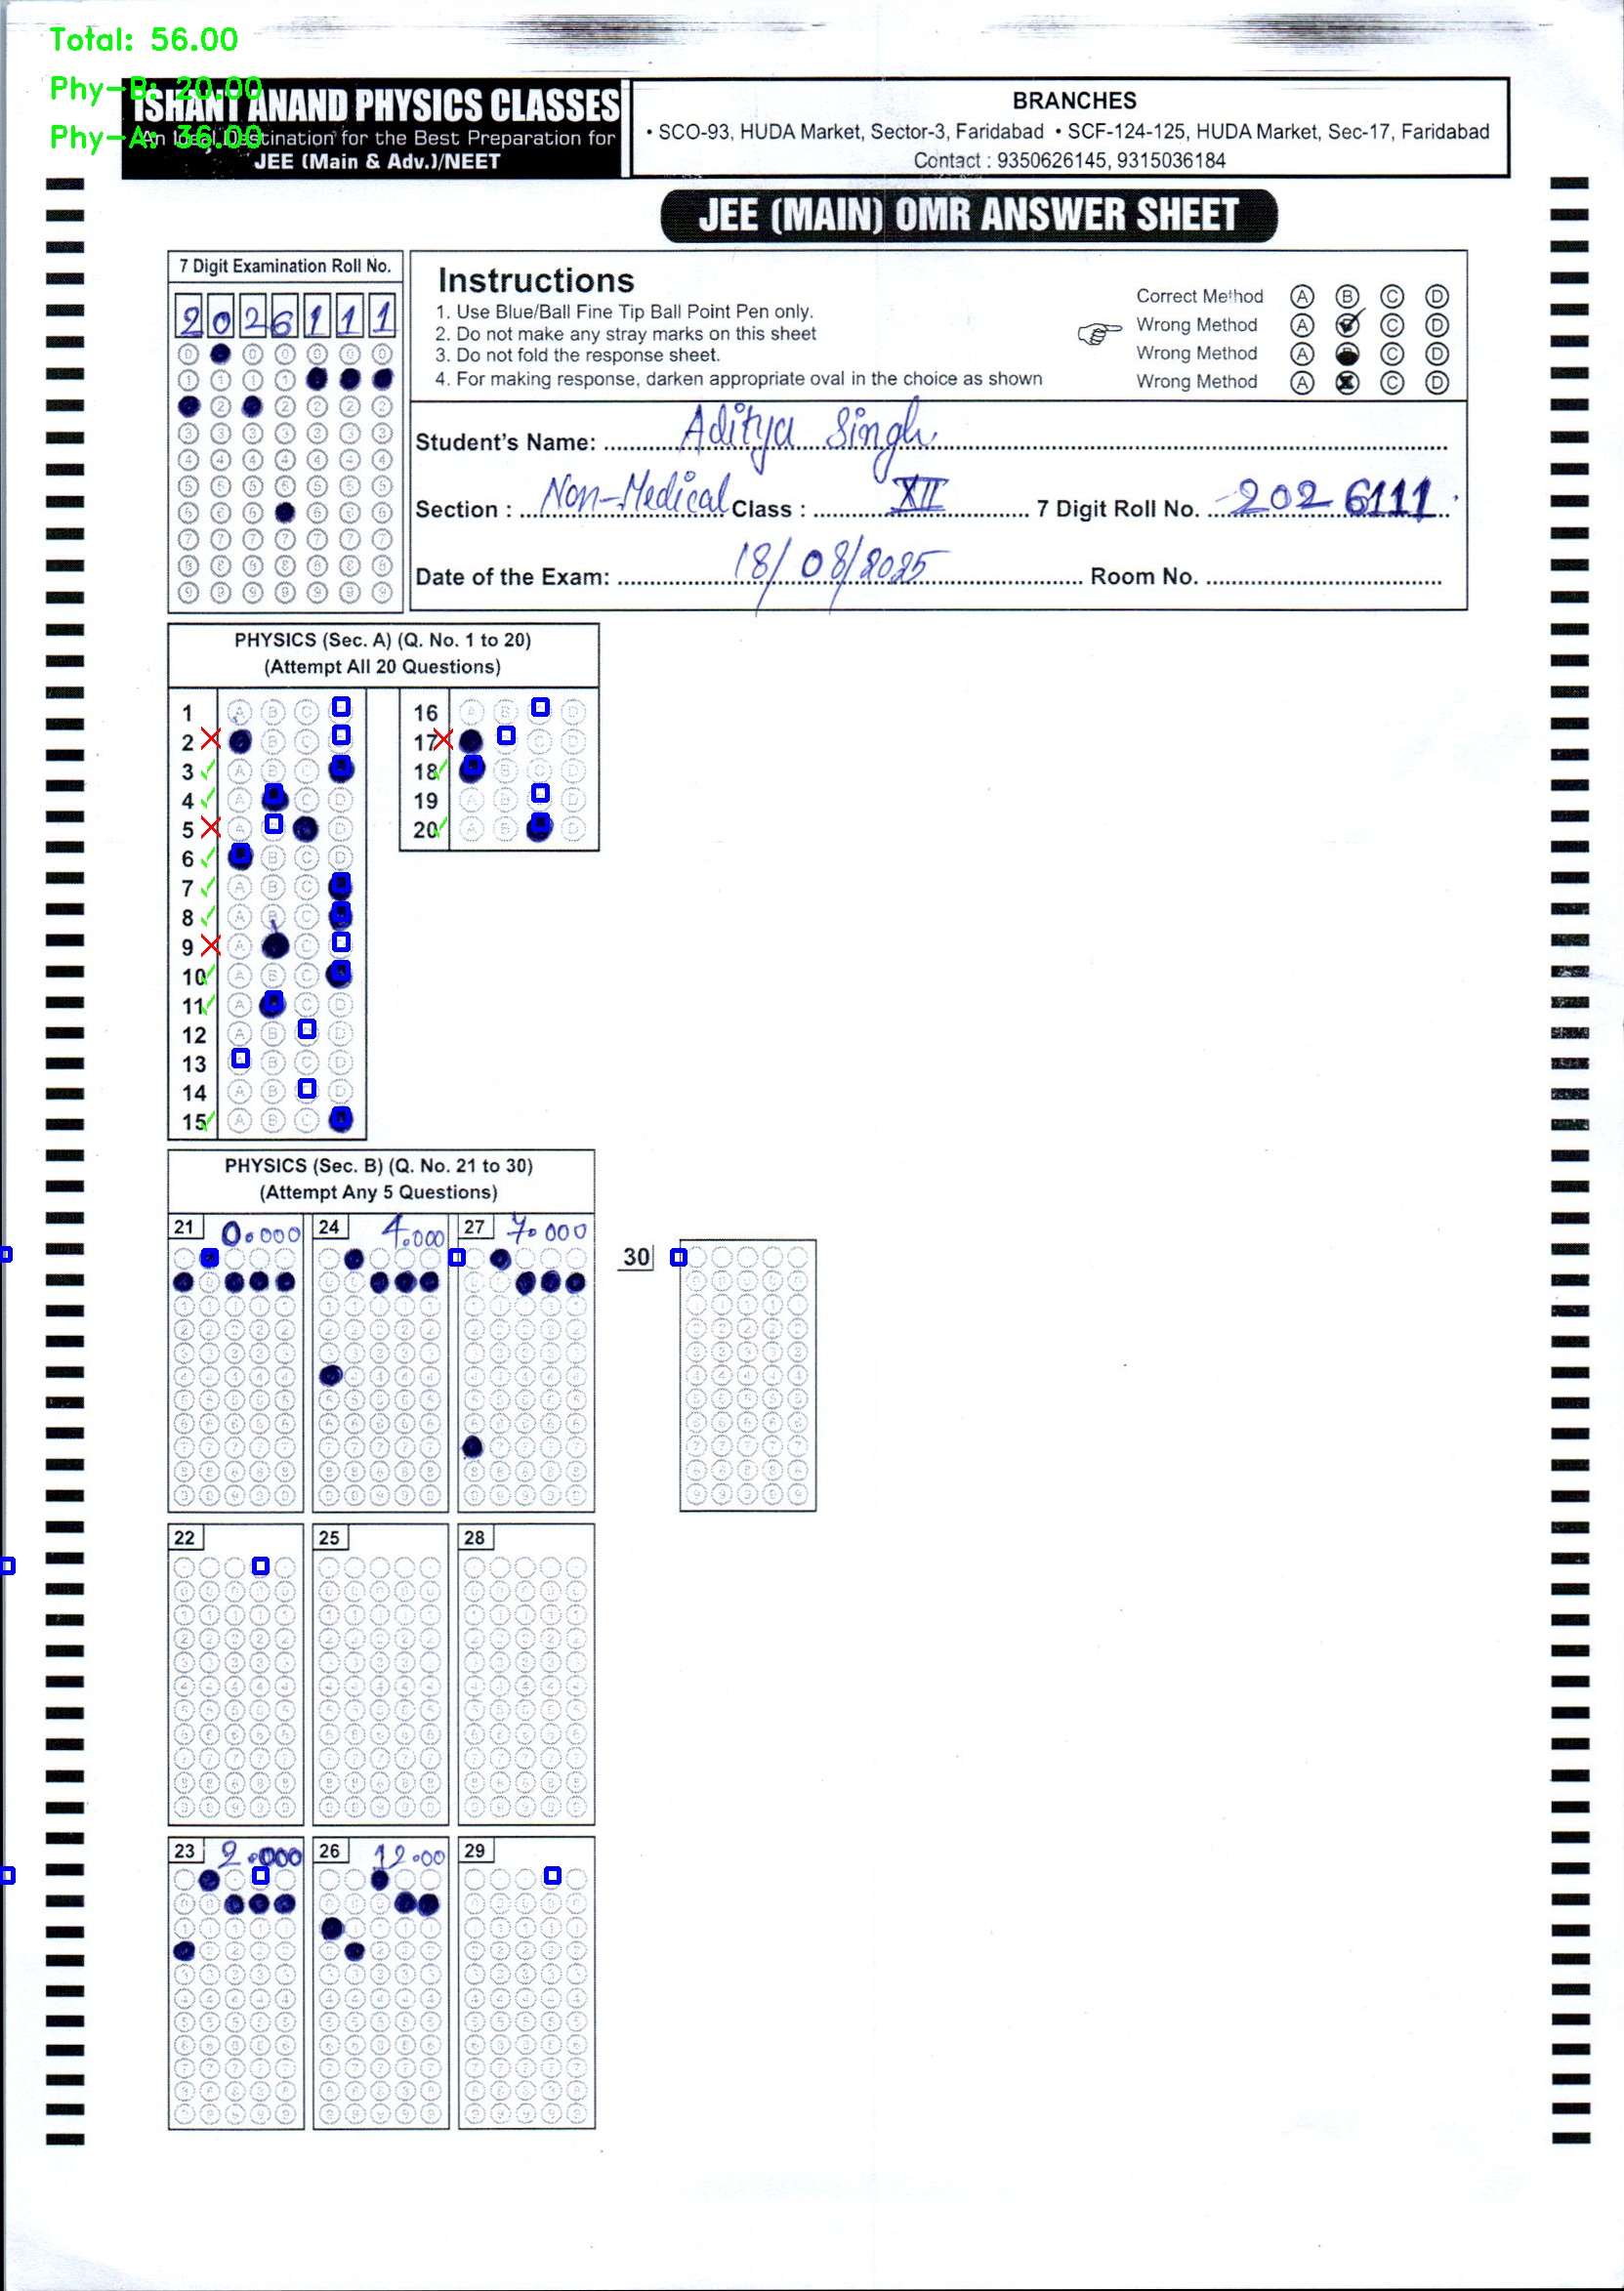 Total: 56.00
Phy-B: 20.00
Phy-A: 36.00
ISHANT ANAND PHYSICS CLASSES
An Ideal Destination for the Best Preparation for
JEE (Main & Adv.)/NEET
BRANCHES
• SCO-93, HUDA Market, Sector-3, Faridabad • SCF-124-125, HUDA Market, Sec-17, Faridabad
Contact : 9350626145, 9315036184
JEE (MAIN) OMR ANSWER SHEET
7 Digit Examination Roll No.
2 0 2 6 1 1 1
Instructions
1. Use Blue/Ball Fine Tip Ball Point Pen only.
2. Do not make any stray marks on this sheet
3. Do not fold the response sheet.
4. For making response, darken appropriate oval in the choice as shown
Correct Method A B C D
Wrong Method A C D
Wrong Method A C D
Wrong Method A C D
Student's Name: Aditya Singh
Section : Non-Medical Class : XII 7 Digit Roll No. 2026111
Date of the Exam: 18/08/2025 Room No.
PHYSICS (Sec. A) (Q. No. 1 to 20)
(Attempt All 20 Questions)
1 A B C
2 B C
3 A B C
4 A C D
5 A D
6 B C D
7 A B C
8 A B C
9 A C
10 A B C
11 A C D
12 A B D
13 B C D
14 A B D
15 A B C
16 A B D
17 C D
18 B C D
19 A B D
20 A B D
PHYSICS (Sec. B) (Q. No. 21 to 30)
(Attempt Any 5 Questions)
21 0.000
24 4.000
27 7.000
30
22
25
28
23 2.000
26 12.00
29